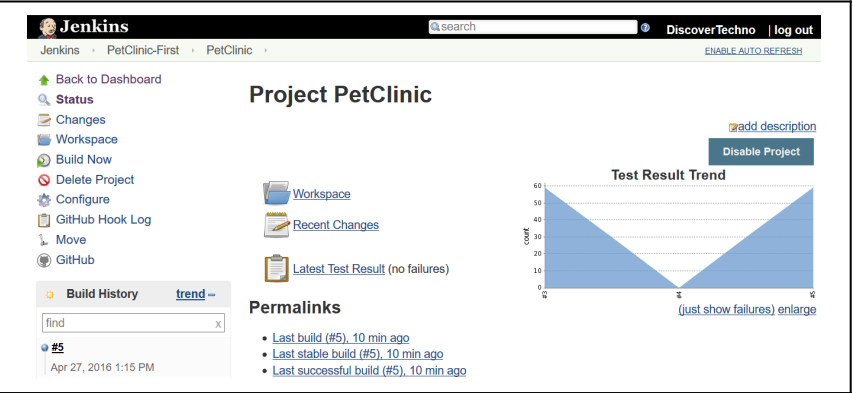 Jenkins
search
DiscoverTechno | log out
Jenkins PetClinic-First PetClinic
ENABLE AUTO REFRESH
Back to Dashboard
Status
Changes
Workspace
Build Now
Delete Project
Configure
GitHub Hook Log
Move
GitHub
Build History trend
find x
#5
Apr 27, 2016 1:15 PM
Project PetClinic
add description
Disable Project
Workspace
Recent Changes
Latest Test Result (no failures)
Test Result Trend
count
60
50
40
30
20
10
0
#3
#4
#5
(just show failures) enlarge
Permalinks
• Last build (#5), 10 min ago
• Last stable build (#5), 10 min ago
• Last successful build (#5), 10 min ago